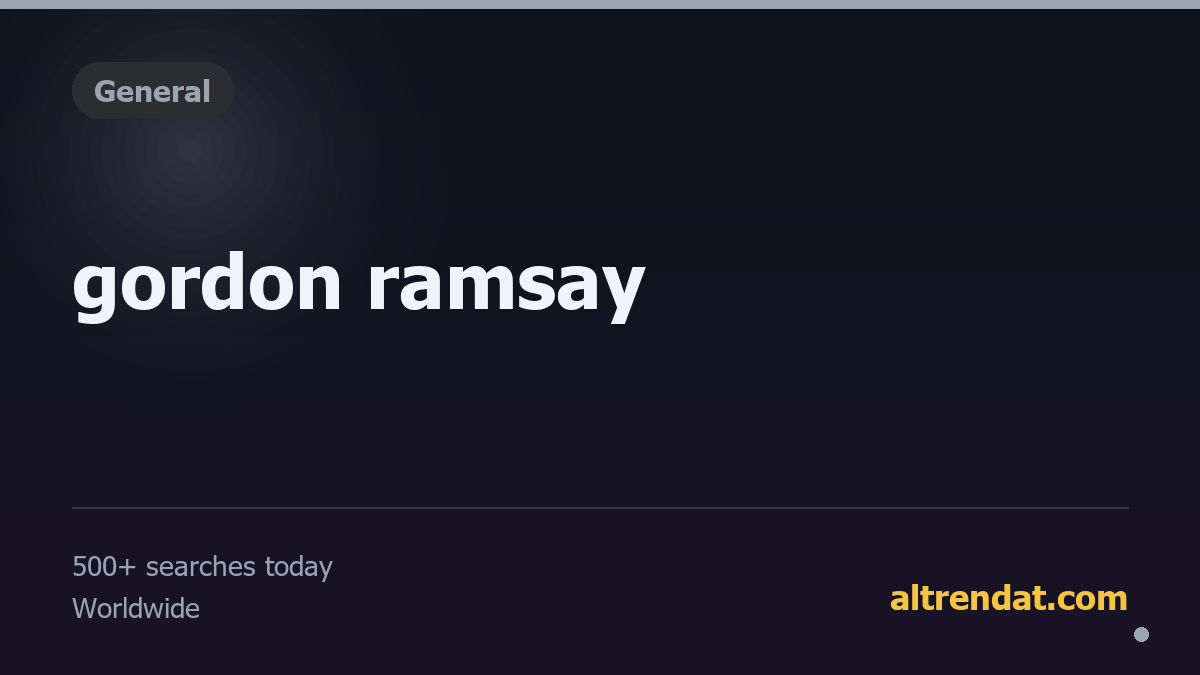 General
gordon ramsay
500+ searches today
Worldwide
altrendat.com